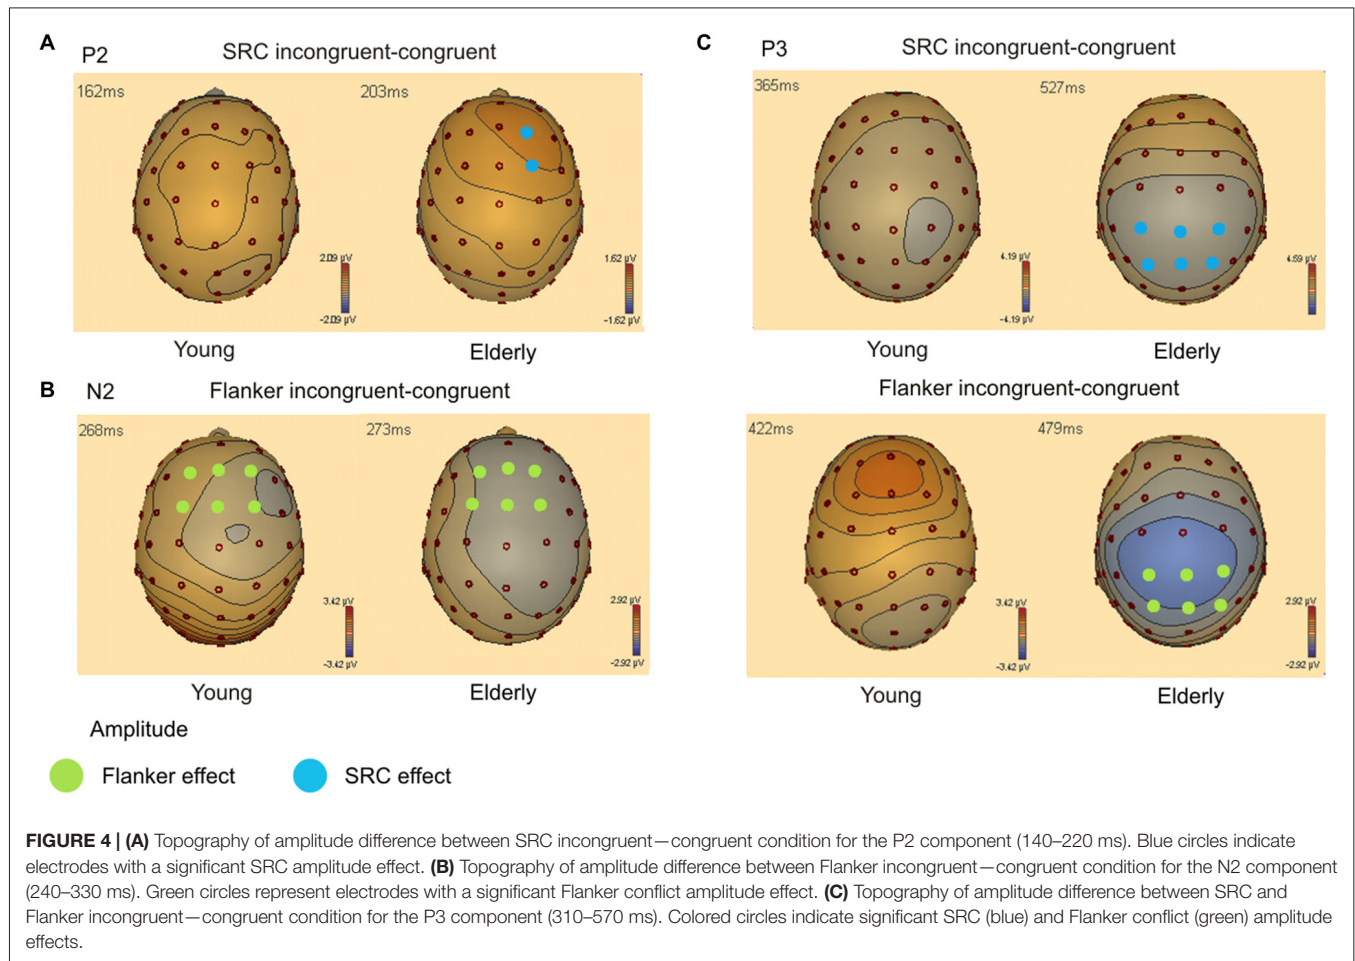 A
P2
SRC incongruent-congruent
162ms
203ms
2.09 µV
-2.09 µV
1.62 µV
-1.62 µV
Young
Elderly
B
N2
Flanker incongruent-congruent
268ms
273ms
3.42 µV
-3.42 µV
2.92 µV
-2.92 µV
Young
Elderly
C
P3
SRC incongruent-congruent
365ms
527ms
4.19 µV
-4.19 µV
4.59 µV
Young
Elderly
Flanker incongruent-congruent
422ms
479ms
3.42 µV
-3.42 µV
2.92 µV
-2.92 µV
Young
Elderly
Amplitude
Flanker effect
SRC effect
FIGURE 4 | (A) Topography of amplitude difference between SRC incongruent—congruent condition for the P2 component (140–220 ms). Blue circles indicate
electrodes with a significant SRC amplitude effect. (B) Topography of amplitude difference between Flanker incongruent—congruent condition for the N2 component
(240–330 ms). Green circles represent electrodes with a significant Flanker conflict amplitude effect. (C) Topography of amplitude difference between SRC and
Flanker incongruent—congruent condition for the P3 component (310–570 ms). Colored circles indicate significant SRC (blue) and Flanker conflict (green) amplitude
effects.